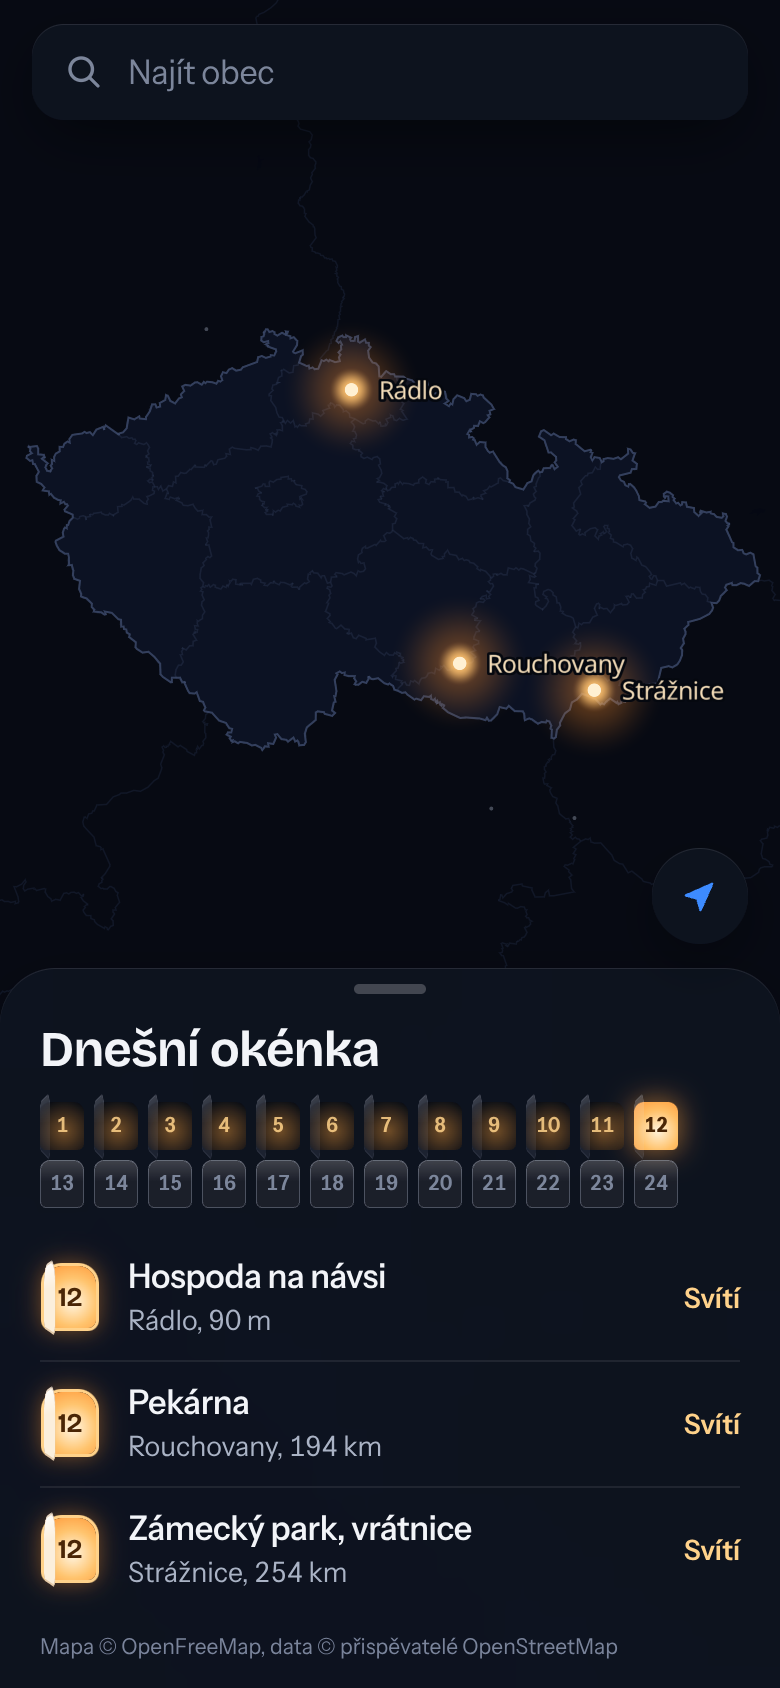 Najít obec
Rádlo
Rouchovany
Strážnice
Dnešní okénka
1 2 3 4 5 6 7 8 9 10 11 12
13 14 15 16 17 18 19 20 21 22 23 24
12
Hospoda na návsi
Rádlo, 90 m
Svítí
12
Pekárna
Rouchovany, 194 km
Svítí
12
Zámecký park, vrátnice
Strážnice, 254 km
Svítí
Mapa © OpenFreeMap, data © přispěvatelé OpenStreetMap